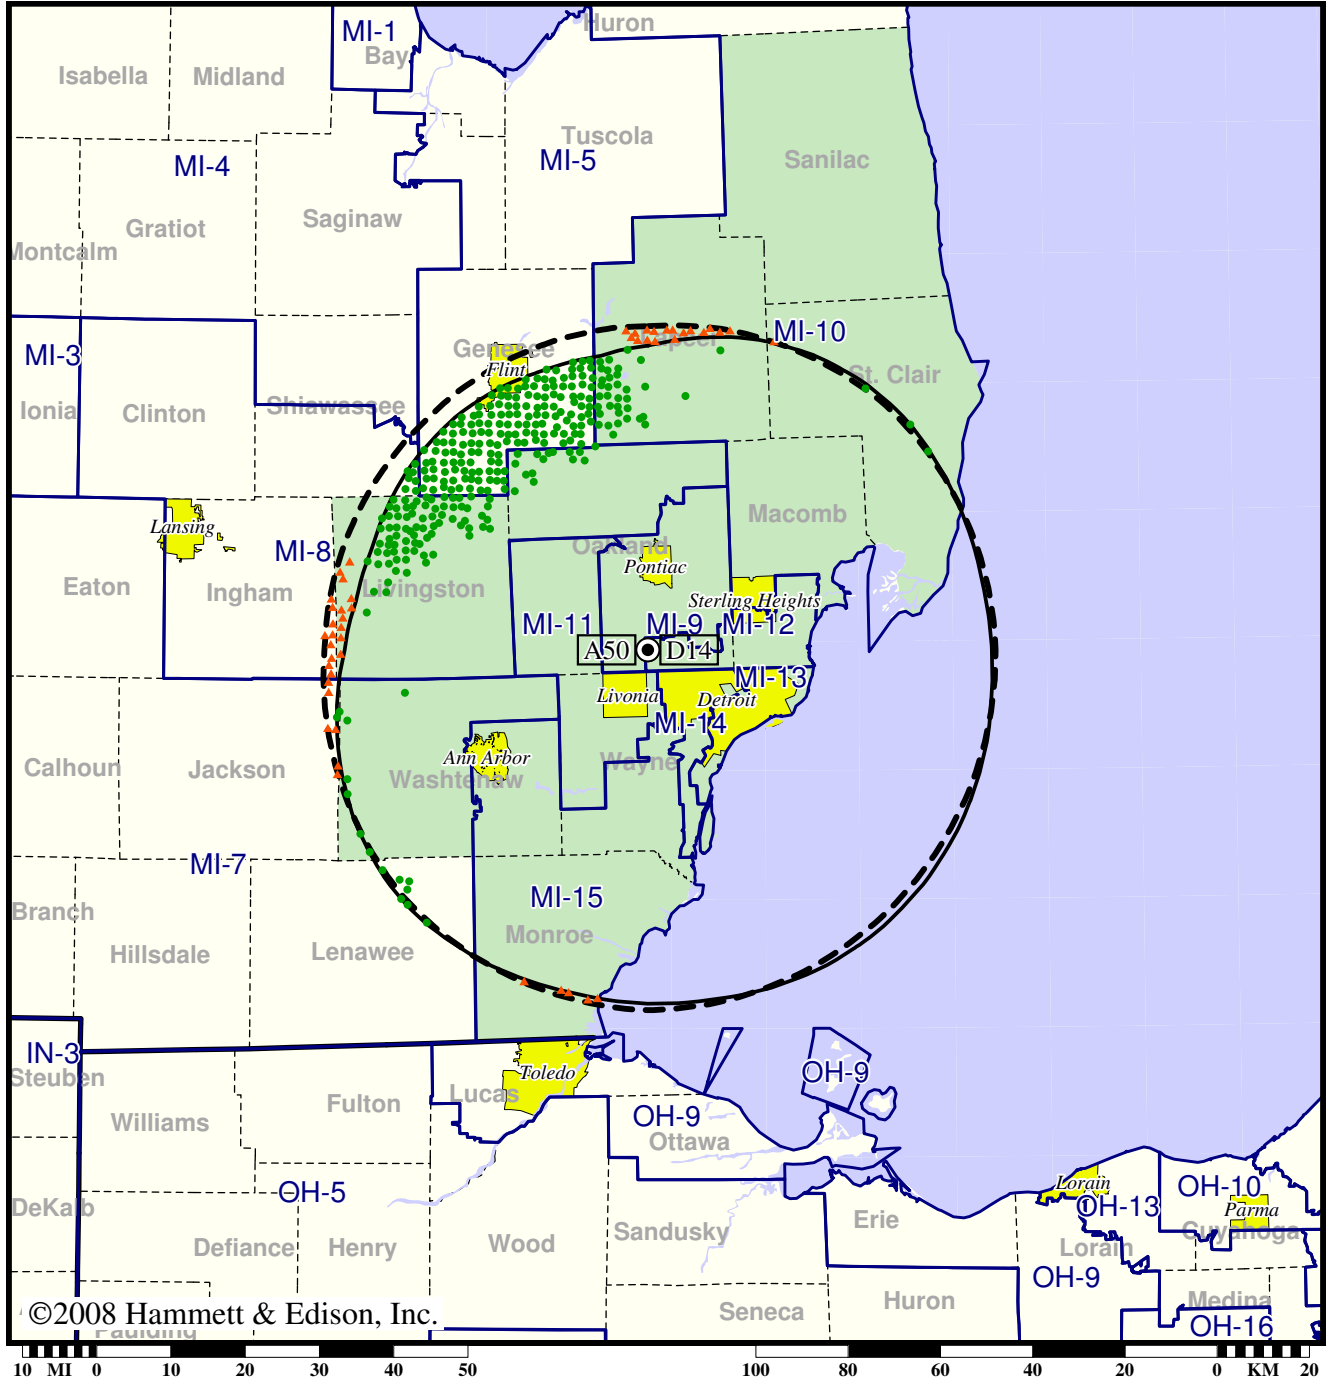 Huron
MI-1
Bay
Isabella
Midland
Tuscola
MI-5
Sanilac
MI-4
Saginaw
Gratiot
Montcalm
MI-10
Lapeer
MI-3
Genesee
Flint
St. Clair
Ionia
Clinton
Shiawassee
Macomb
Lansing
MI-8
Oakland
Pontiac
Eaton
Ingham
Livingston
Sterling Heights
MI-11
MI-9
MI-12
A50
D14
MI-13
Livonia
Detroit
MI-14
Ann Arbor
Wayne
Calhoun
Jackson
Washtenaw
MI-7
MI-15
Branch
Monroe
Hillsdale
Lenawee
IN-3
Steuben
Toledo
OH-9
Lucas
Fulton
OH-9
Williams
Ottawa
Lorain
OH-10
OH-5
OH-13
Parma
DeKalb
Erie
Sandusky
Cuyahoga
Defiance
Henry
Wood
Lorain
OH-9
Huron
Medina
Seneca
©2008 Hammett & Edison, Inc.
OH-16
Paulding
10 MI 0 10 20 30 40 50 100 80 60 40 20 0 KM 20